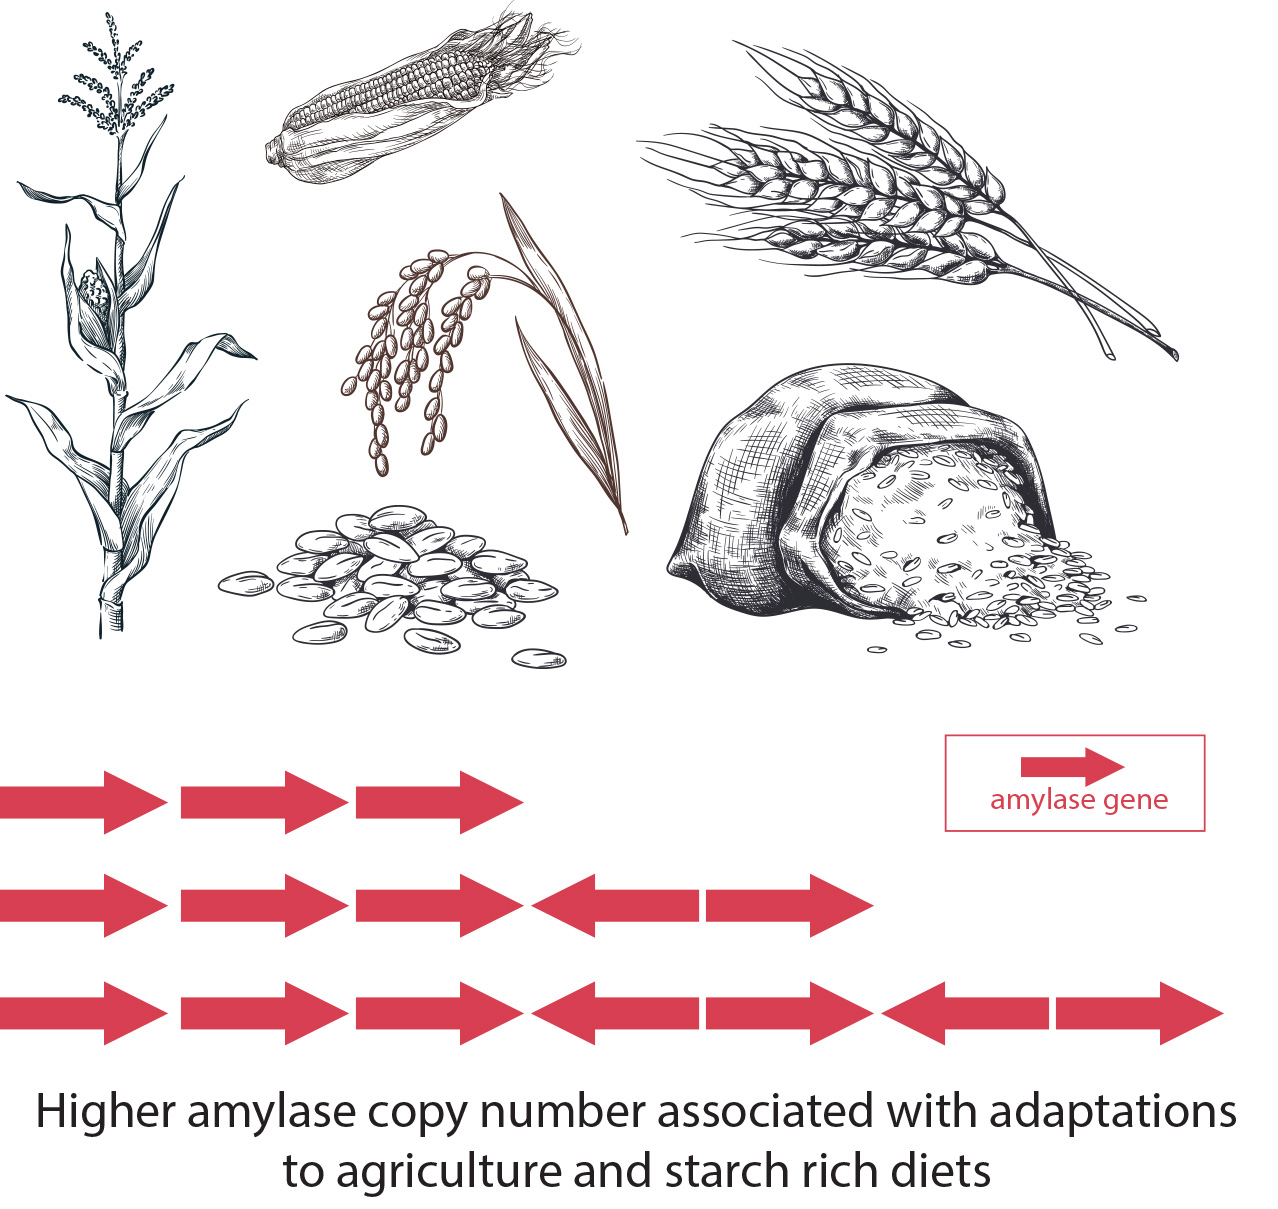 amylase gene
Higher amylase copy number associated with adaptations
to agriculture and starch rich diets